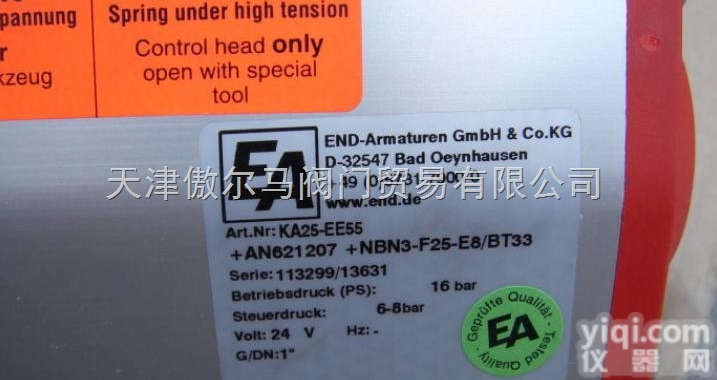 pannung
r
kzeug
Spring under high tension
Control head only
open with special
tool
EA
END-Armaturen GmbH & Co.KG
D-32547 Bad Oeynhausen
天津傲尔马阀门贸易有限公司
www.end.de
Art.Nr: KA25-EE55
+AN621207 +NBN3-F25-E8/BT33
Serie: 113299/13631
Betriebsdruck (PS): 16 bar
Steuerdruck: 6-8bar
Volt: 24 V Hz: -
G/DN: 1"
Geprüfte Qualität
EA
Tested Quality
yiqi.com
仪器网